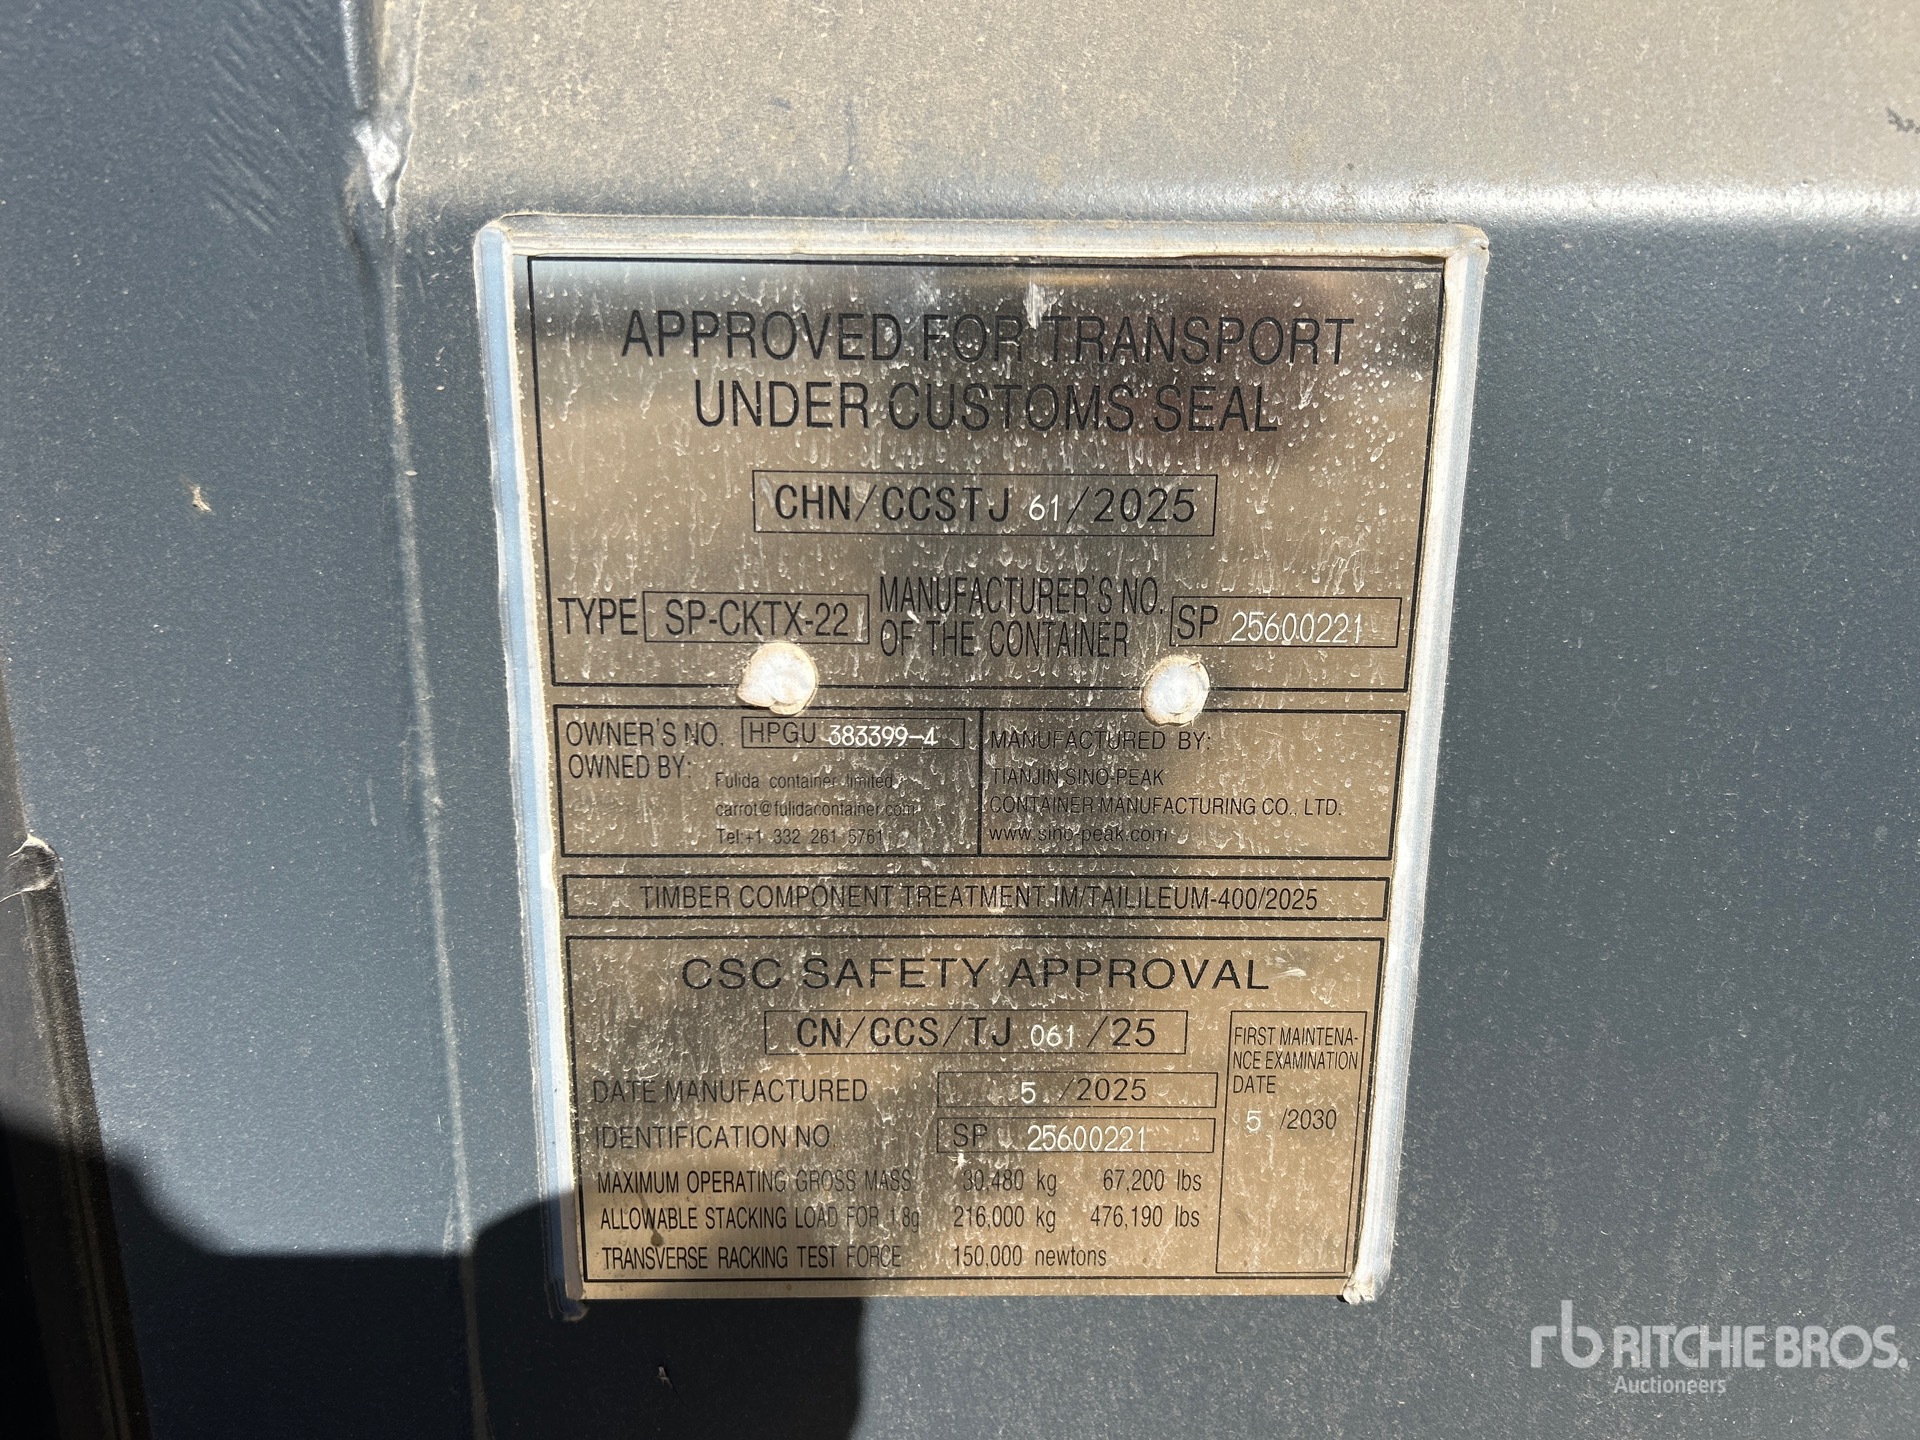 APPROVED FOR TRANSPORT
UNDER CUSTOMS SEAL
CHN/CCSTJ 61/2025
TYPE SP-CKTX-22 MANUFACTURER'S NO. OF THE CONTAINER SP 25600221
OWNER'S NO. HPGU 383399-4
OWNED BY: Fulida container limited
carrot@fulidacontainer.com
Tel:+1 332 261 5761
MANUFACTURED BY:
TIANJIN SINO-PEAK
CONTAINER MANUFACTURING CO., LTD.
www.sino-peak.com
TIMBER COMPONENT TREATMENT IM/TAILILEUM-400/2025
CSC SAFETY APPROVAL
CN/CCS/TJ 061 /25
DATE MANUFACTURED 5 /2025
IDENTIFICATION NO SP 25600221
MAXIMUM OPERATING GROSS MASS 30,480 kg 67,200 lbs
ALLOWABLE STACKING LOAD FOR 1.8g 216,000 kg 476,190 lbs
TRANSVERSE RACKING TEST FORCE 150,000 newtons
FIRST MAINTENA-
NCE EXAMINATION
DATE
5 /2030
rb RITCHIE BROS.
Auctioneers